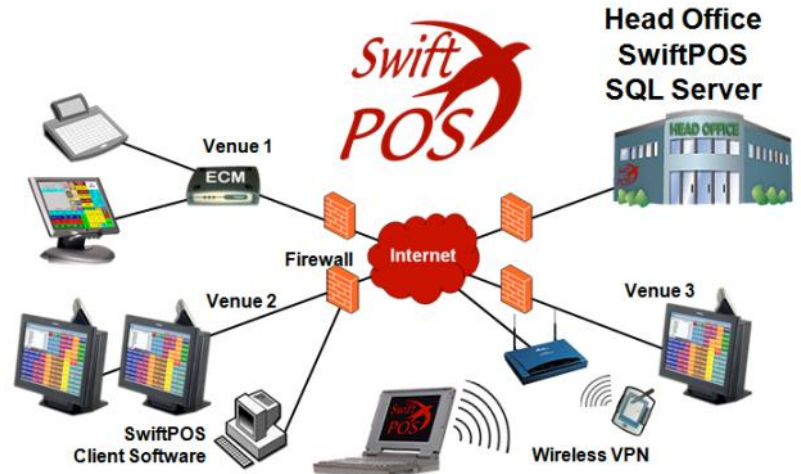 Swift
POS
Head Office
SwiftPOS
SQL Server
HEAD OFFICE
Venue 1
ECM
Internet
Firewall
Venue 2
Venue 3
SwiftPOS
Client Software
Swift
POS
Wireless VPN